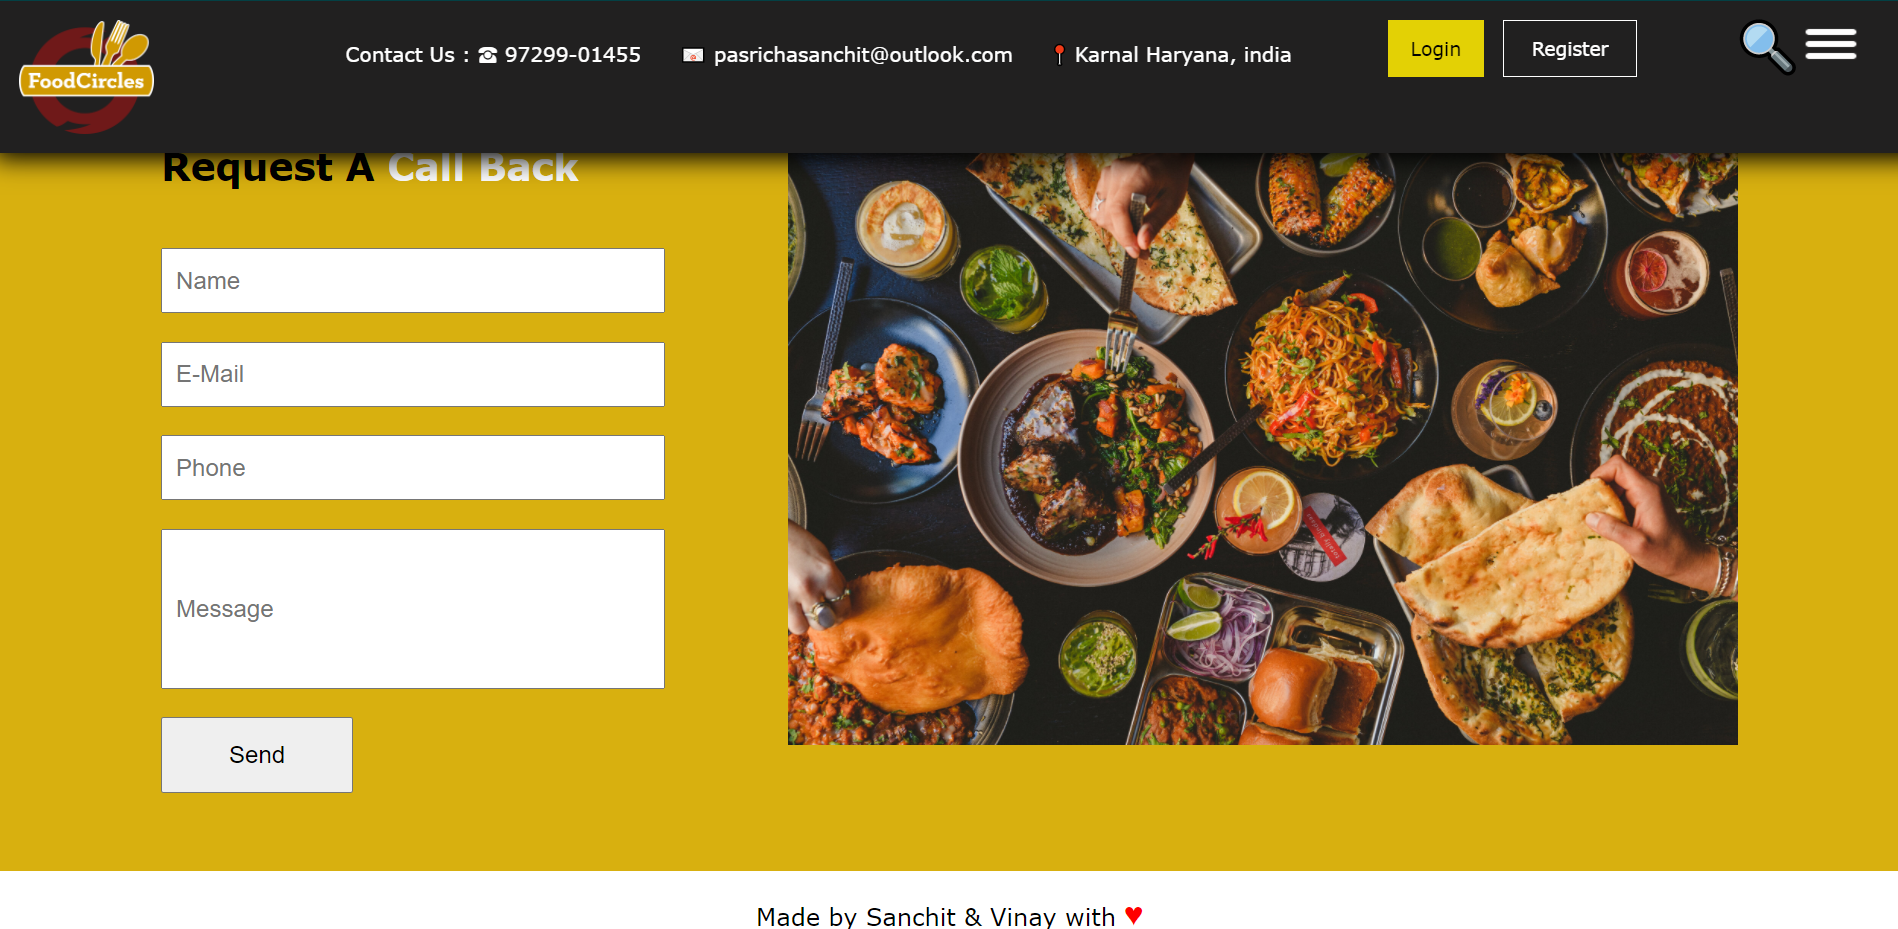 FoodCircles
Contact Us : ☎ 97299-01455 📧 pasrichasanchit@outlook.com 📍 Karnal Haryana, india
Login
Register
Request A Call Back
Name
E-Mail
Phone
Message
Send
Made by Sanchit & Vinay with ♥